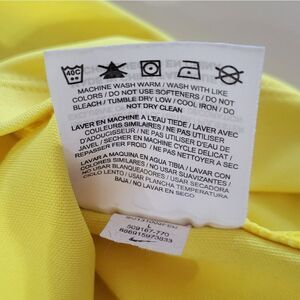 40C
MACHINE WASH WARM / WASH WITH LIKE
COLORS / DO NOT USE SOFTENERS / DO NOT
BLEACH / TUMBLE DRY LOW / COOL IRON / DO
NOT DRY CLEAN
LAVER EN MACHINE A L'EAU TIEDE / LAVER AVEC
COULEURS SIMILAIRES / NE PAS UTILISER
D'ADOUCISSEUR / NE PAS UTILISER D'EAU DE
JAVEL / SECHER EN MACHINE CYCLE DELICAT /
REPASSER FER FROID / NE PAS NETTOYER A SEC
LAVAR A MAQUINA EN AGUA TIBIA / LAVAR CON
COLORES SIMILARES / NO USAR SUAVIZANTES /
NO USAR BLANQUEADOR / USAR SECADORA
CICLO LENTO / USAR PLANCHA TEMPERATURA
BAJA / NO LAVAR EN SECO
509167-770